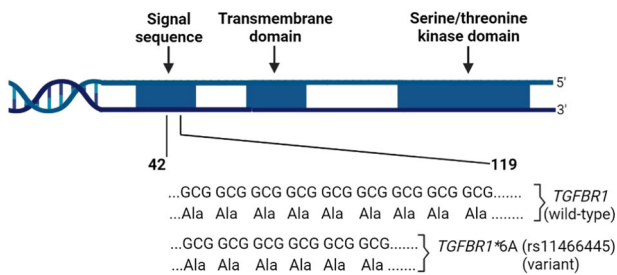 Signal sequence
Transmembrane domain
Serine/threonine kinase domain
5'
3'
42
119
...GCG GCG GCG GCG GCG GCG GCG GCG GCG.......
...Ala Ala Ala Ala Ala Ala Ala Ala Ala ........
TGFBR1
(wild-type)
...GCG GCG GCG GCG GCG GCG.......
...Ala Ala Ala Ala Ala Ala .......
TGFBR1*6A (rs11466445)
(variant)